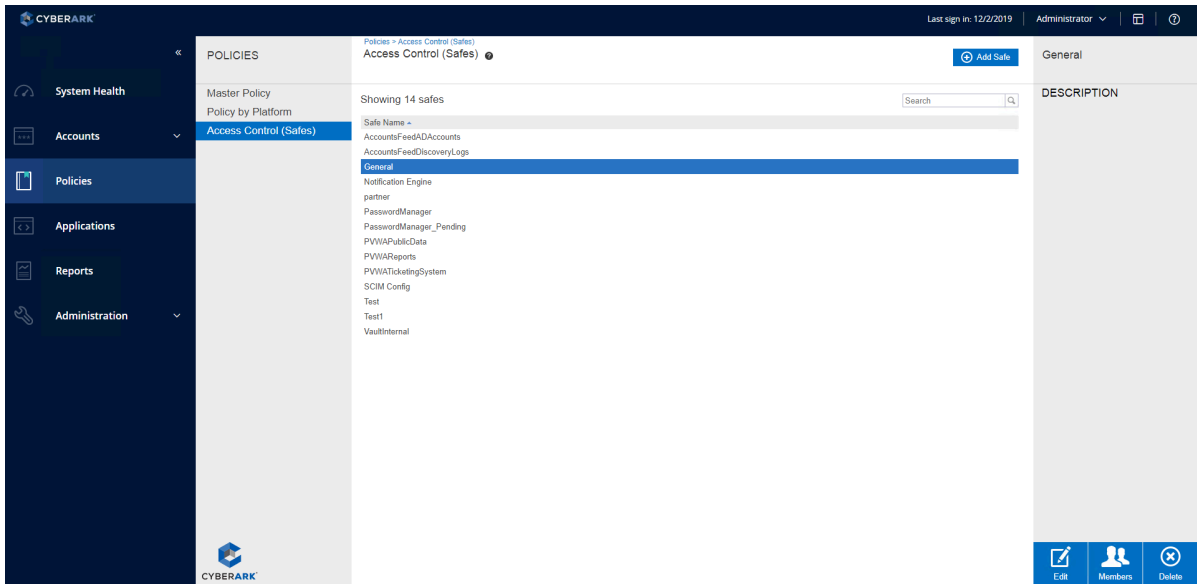 CYBERARK
Last sign in: 12/2/2019
Administrator
«
System Health
Accounts
Policies
Applications
Reports
Administration
POLICIES
Master Policy
Policy by Platform
Access Control (Safes)
CYBERARK
Policies > Access Control (Safes)
Access Control (Safes) ?
Add Safe
Showing 14 safes
Search
Safe Name
AccountsFeedADAccounts
AccountsFeedDiscoveryLogs
General
Notification Engine
partner
PasswordManager
PasswordManager_Pending
PVWAPublicData
PVWAReports
PVWATicketingSystem
SCIM Config
Test
Test1
VaultInternal
General
DESCRIPTION
Edit
Members
Delete